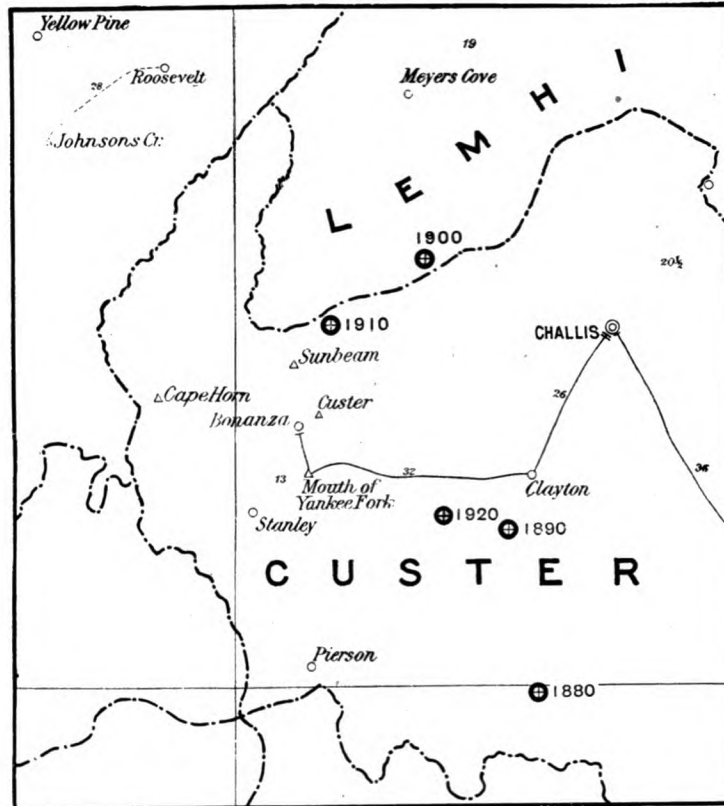 Yellow Pine
19
28
Roosevelt
Meyers Cove
Johnsons Cr.
LEMHI
1900
20½
1910
CHALLIS
Sunbeam
Cape Horn
Custer
26
Bonanza
36
13
32
Mouth of
Yankee Fork
Clayton
Stanley
1920
1890
CUSTER
Pierson
1880